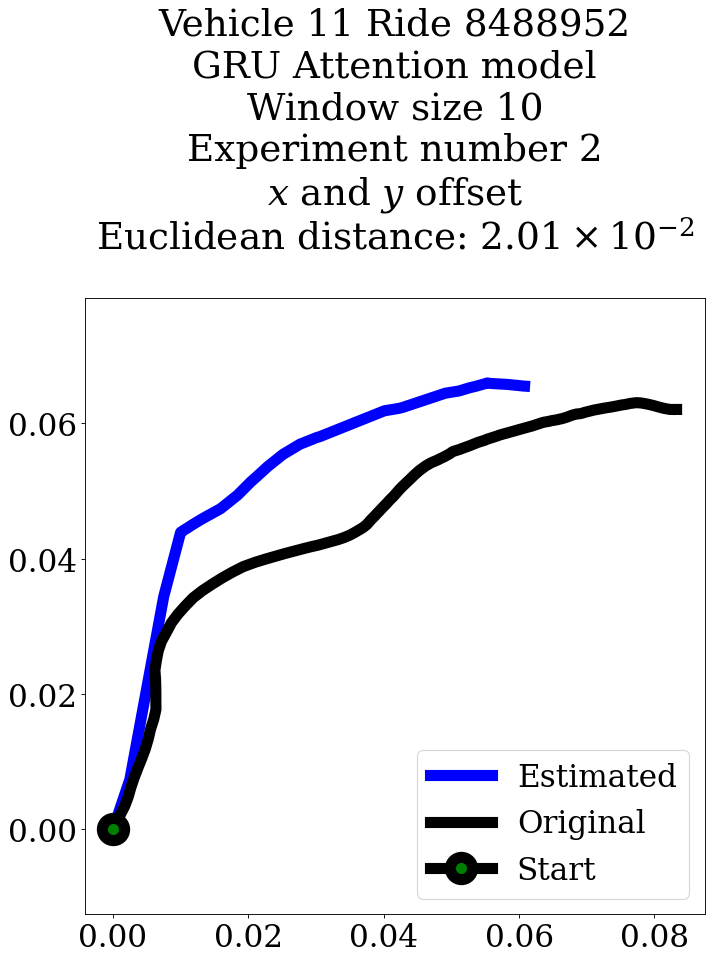 Vehicle 11 Ride 8488952
GRU Attention model
Window size 10
Experiment number 2
x and y offset
Euclidean distance: 2.01 × 10⁻²
0.06
0.04
0.02
0.00
Estimated
Original
Start
0.00 0.02 0.04 0.06 0.08